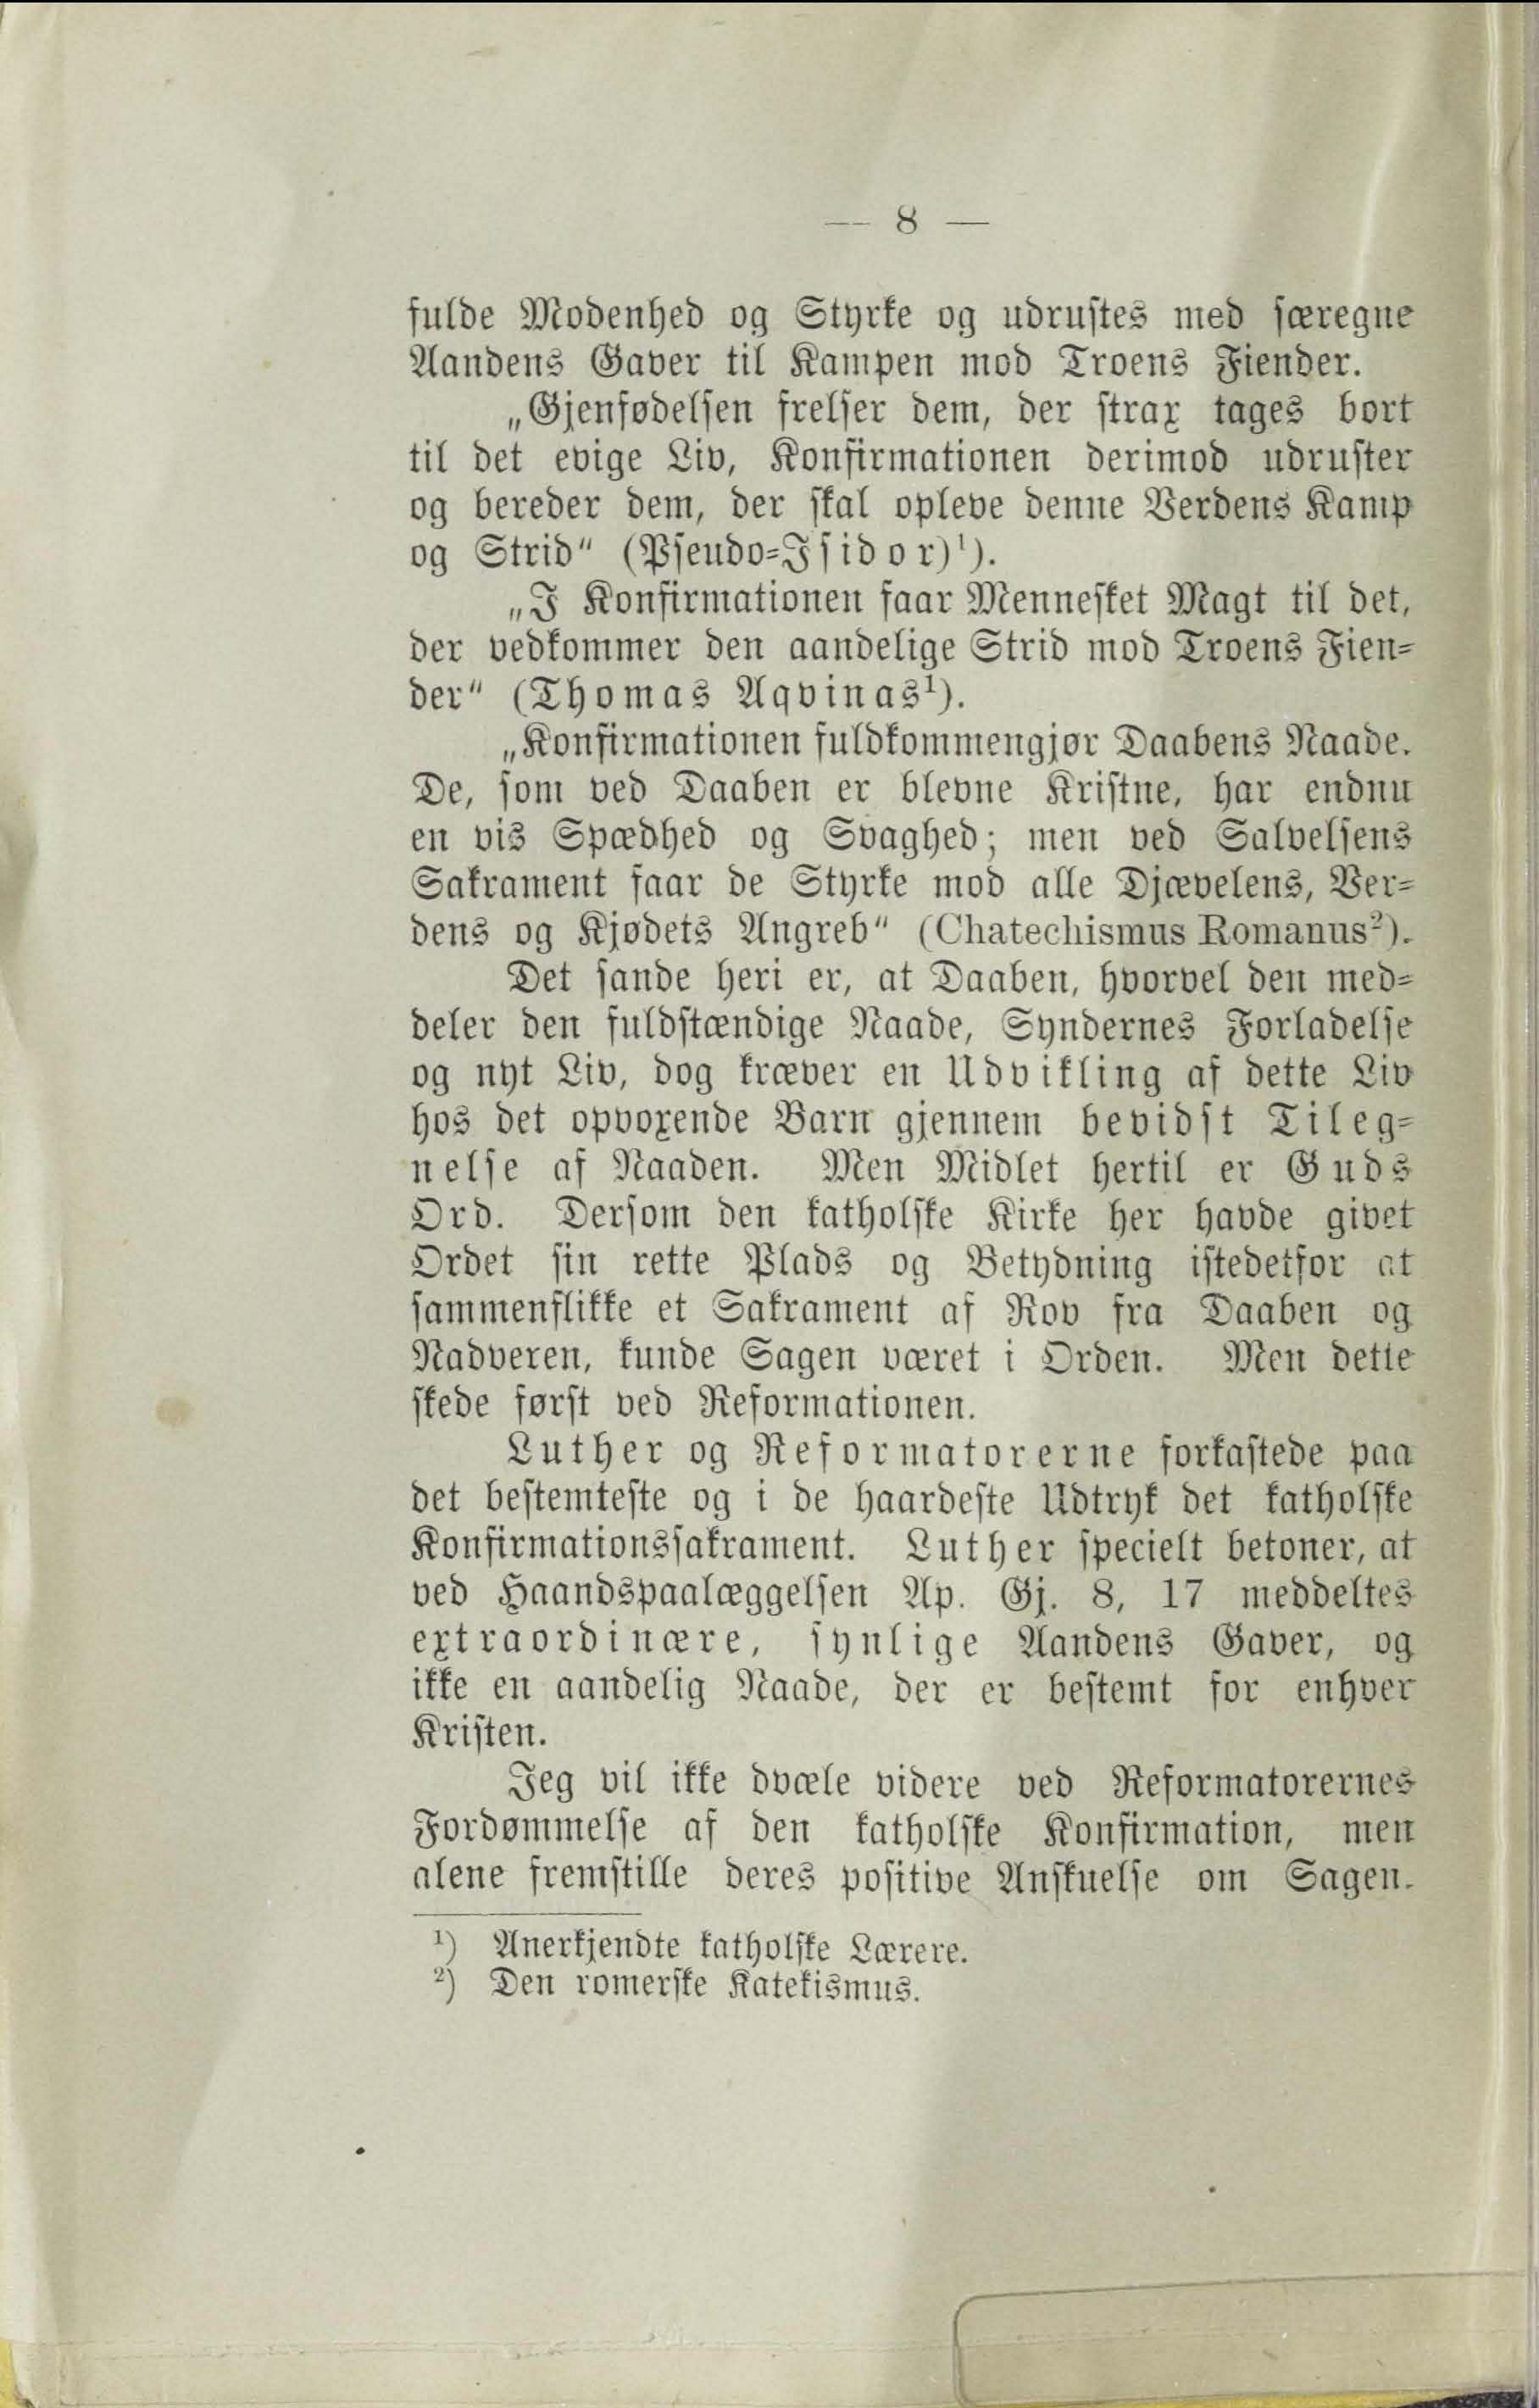 — 8 —
fulde Modenhed og Styrke og udrustes med særegne
Aandens Gaver til Kampen mod Troens Fiender.
„Gjenfødelsen frelser dem, der strax tages bort
til det evige Liv, Konfirmationen derimod udruster
og bereder dem, der skal opleve denne Verdens Kamp
og Strid“ (Pseudo-Isidor)¹).
„I Konfirmationen faar Mennesket Magt til det,
der vedkommer den aandelige Strid mod Troens Fien-
der“ (Thomas Aqvinas¹).
„Konfirmationen fuldkommengjør Daabens Naade.
De, som ved Daaben er blevne Kristne, har endnu
en vis Spædhed og Svaghed; men ved Salvelsens
Sakrament faar de Styrke mod alle Djævelens, Ver-
dens og Kjødets Angreb“ (Chatechismus Romanus²).
Det sande heri er, at Daaben, hvorvel den med-
deler den fuldstændige Naade, Syndernes Forladelse
og nyt Liv, dog kræver en Udvikling af dette Liv
hos det opvoxende Barn gjennem bevidst Tileg-
nelse af Naaden. Men Midlet hertil er Guds
Ord. Dersom den katholske Kirke her havde givet
Ordet sin rette Plads og Betydning istedetfor at
sammenflikke et Sakrament af Rov fra Daaben og
Nadveren, kunde Sagen været i Orden. Men dette
skede først ved Reformationen.
Luther og Reformatorerne forkastede paa
det bestemteste og i de haardeste Udtryk det katholske
Konfirmationssakrament. Luther specielt betoner, at
ved Haandspaalæggelsen Ap. Gj. 8, 17 meddeltes
extraordinære, synlige Aandens Gaver, og
ikke en aandelig Naade, der er bestemt for enhver
Kristen.
Jeg vil ikke dvæle videre ved Reformatorernes
Fordømmelse af den katholske Konfirmation, men
alene fremstille deres positive Anskuelse om Sagen.
¹) Anerkjendte katholske Lærere.
²) Den romerske Katekismus.